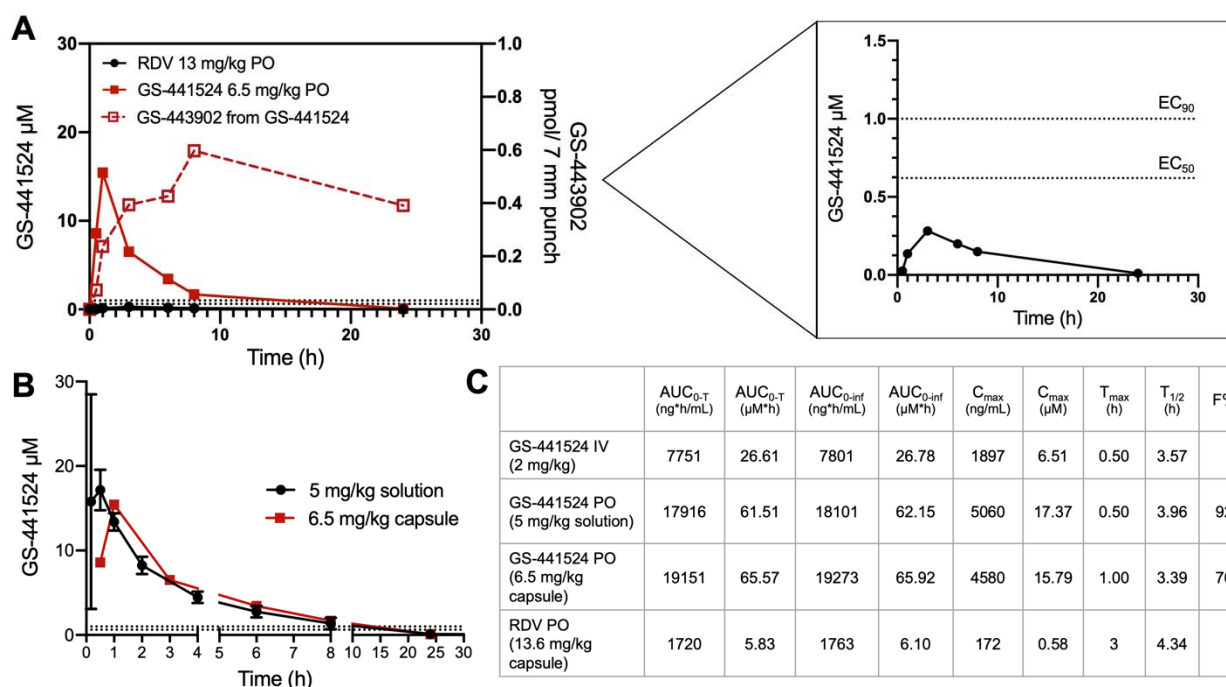 A
RDV 13 mg/kg PO
GS-441524 6.5 mg/kg PO
GS-443902 from GS-441524
GS-441524 µM
30
20
10
0
1.0
0.8
0.6
0.4
0.2
0.0
GS-443902
pmol/ 7 mm punch
0 10 20 30
Time (h)
GS-441524 µM
1.5
1.0
0.5
0.0
EC90
EC50
0 10 20 30
Time (h)
B
GS-441524 µM
30
20
10
0
5 mg/kg solution
6.5 mg/kg capsule
0 1 2 3 4 5 6 7 8 10 15 20 25 30
Time (h)
C
AUC0-T (ng*h/mL) AUC0-T (µM*h) AUC0-inf (ng*h/mL) AUC0-inf (µM*h) Cmax (ng/mL) Cmax (µM) Tmax (h) T1/2 (h)
GS-441524 IV (2 mg/kg) 7751 26.61 7801 26.78 1897 6.51 0.50 3.57
GS-441524 PO (5 mg/kg solution) 17916 61.51 18101 62.15 5060 17.37 0.50 3.96
GS-441524 PO (6.5 mg/kg capsule) 19151 65.57 19273 65.92 4580 15.79 1.00 3.39
RDV PO (13.6 mg/kg capsule) 1720 5.83 1763 6.10 172 0.58 3 4.34